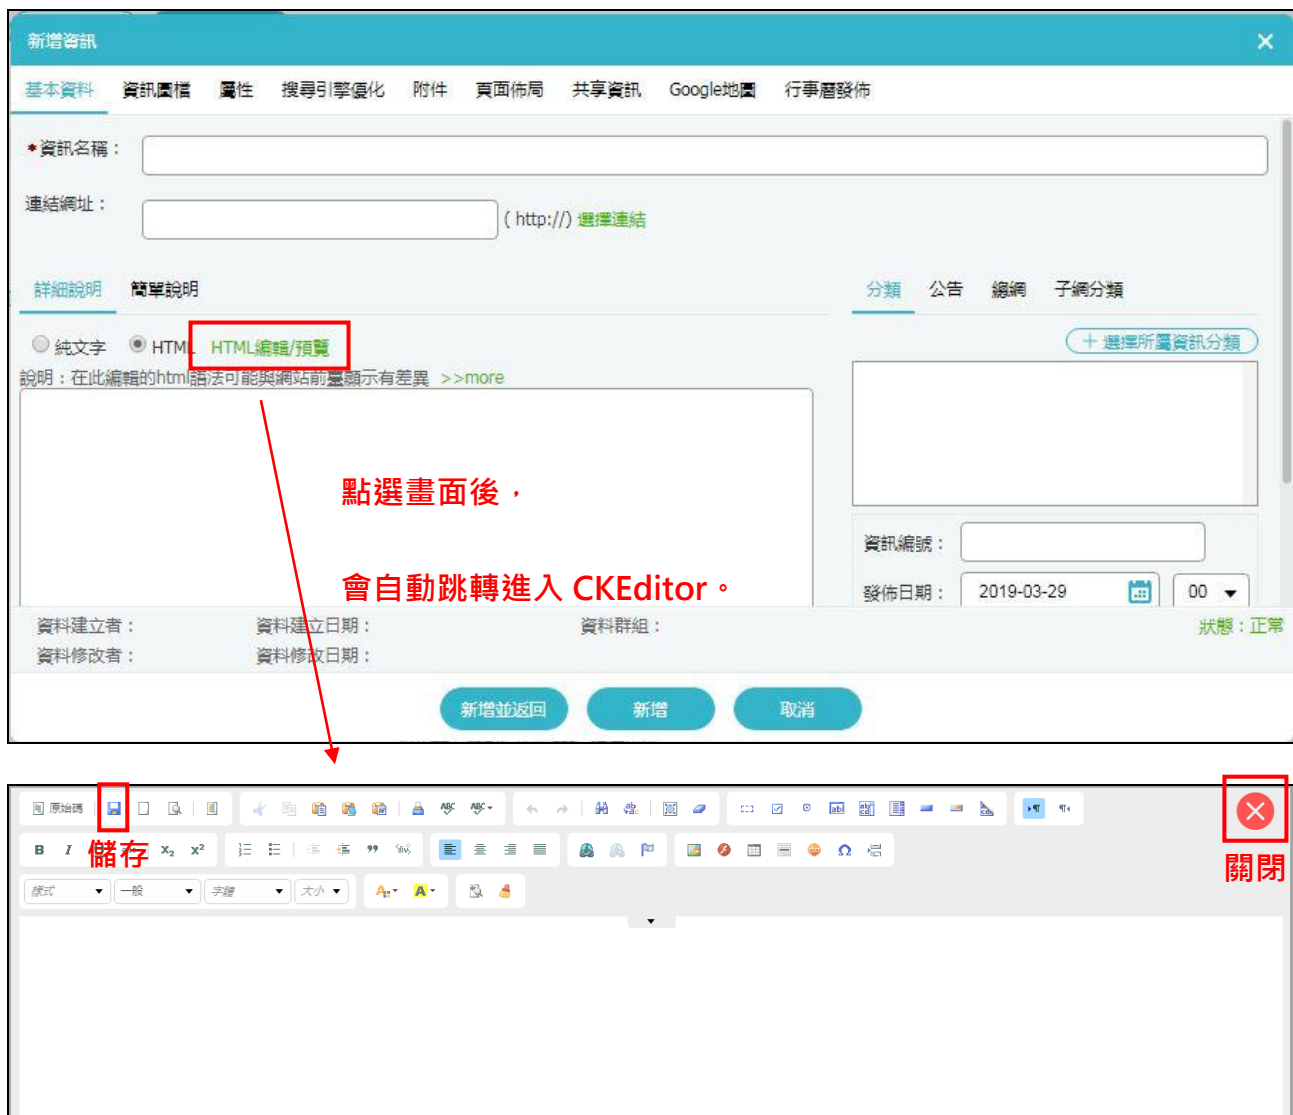 新增資訊
基本資料 資訊圖檔 屬性 搜尋引擎優化 附件 頁面佈局 共享資訊 Google地圖 行事曆發佈
*資訊名稱：
連結網址： ( http://) 選擇連結
詳細說明 簡單說明
分類 公告 總網 子網分類
純文字 HTML HTML編輯/預覽
＋選擇所屬資訊分類
說明：在此編輯的html語法可能與網站前臺顯示有差異 >>more
點選畫面後，
會自動跳轉進入 CKEditor。
資訊編號：
發佈日期： 2019-03-29 00
資料建立者： 資料建立日期： 資料群組： 狀態：正常
資料修改者： 資料修改日期：
新增並返回 新增 取消
原始碼
儲存
關閉
B I X₂ X²
樣式 一般 字體 大小 A A